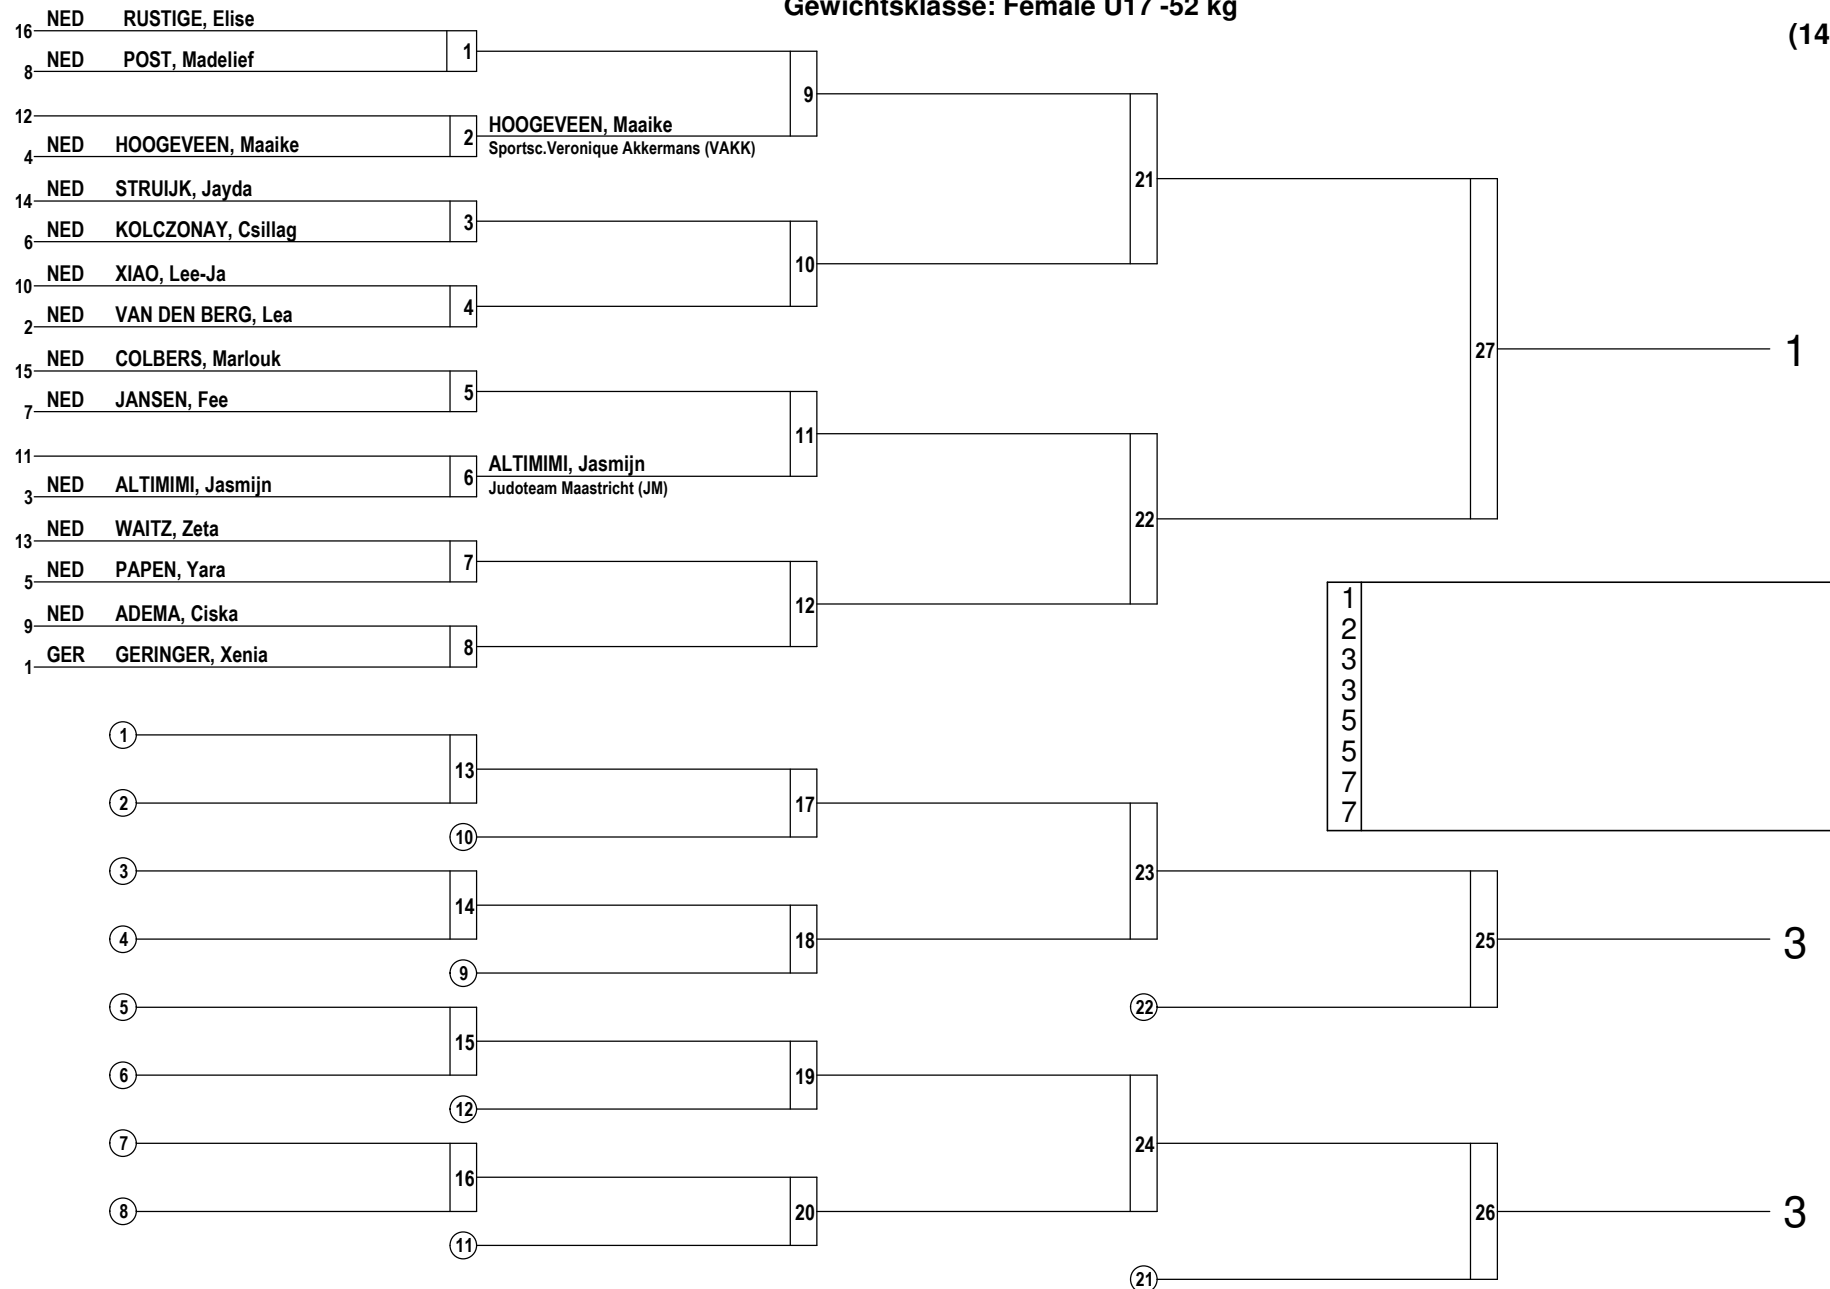 Gewichtsklasse: Female U17 -52 kg
(14
16 NED RUSTIGE, Elise
1
8 NED POST, Madelief
9
12
2 HOOGEVEEN, Maaike
Sportsc.Veronique Akkermans (VAKK)
4 NED HOOGEVEEN, Maaike
21
14 NED STRUIJK, Jayda
3
6 NED KOLCZONAY, Csillag
10
10 NED XIAO, Lee-Ja
4
2 NED VAN DEN BERG, Lea
27 1
15 NED COLBERS, Marlouk
5
7 NED JANSEN, Fee
11
11
6 ALTIMIMI, Jasmijn
Judoteam Maastricht (JM)
3 NED ALTIMIMI, Jasmijn
22
13 NED WAITZ, Zeta
7
5 NED PAPEN, Yara
12
9 NED ADEMA, Ciska
8
1 GER GERINGER, Xenia
1
2
3
3
5
5
7
7
1
13
2
17
10
3
23
14
4
18
25 3
9
5
22
15
6
19
12
7
24
16
8
20
26 3
11
21